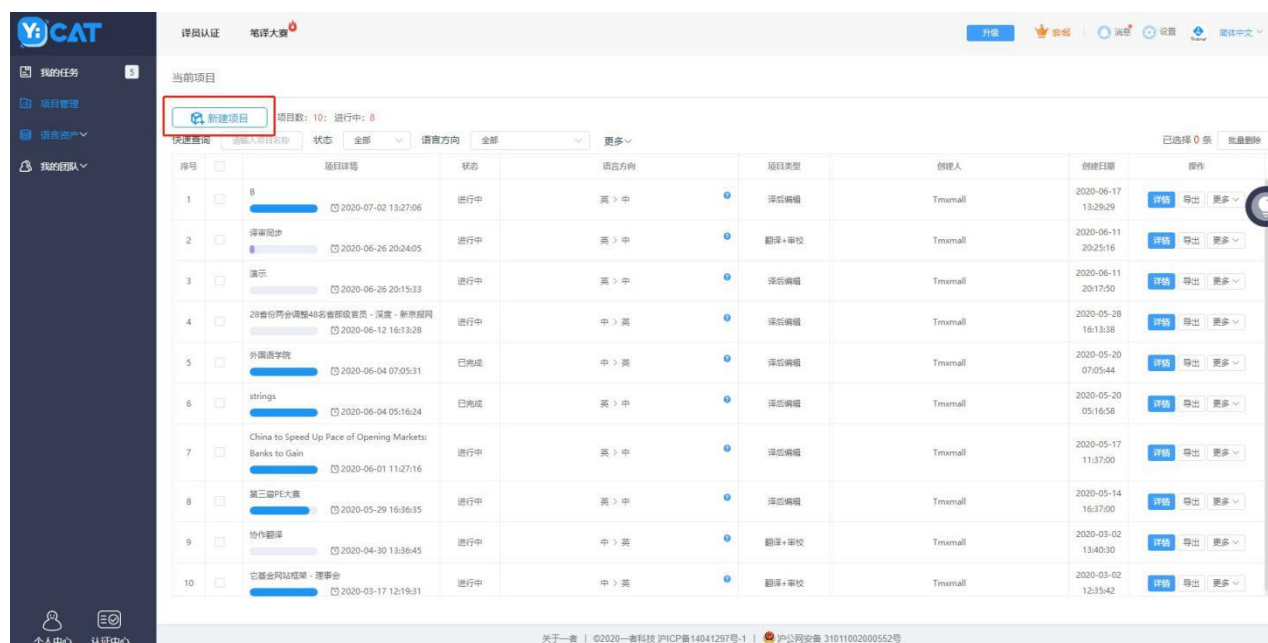 YiCAT
译员认证 笔译大赛
升级 套餐 消息 设置 简体中文
我的任务 5
项目管理
语言资产
我的团队
当前项目
新建项目 项目数: 10; 进行中: 8
快速查询 请输入项目名称 状态 全部 语言方向 全部 更多
已选择 0 条 批量删除
序号 项目详情 状态 语言方向 项目类型 创建人 创建日期 操作
1 B 2020-07-02 13:27:06 进行中 英 > 中 译后编辑 Tmxmall 2020-06-17 13:29:29 详情 导出 更多
2 译审同步 2020-06-26 20:24:05 进行中 英 > 中 翻译+审校 Tmxmall 2020-06-11 20:25:16 详情 导出 更多
3 演示 2020-06-26 20:15:33 进行中 英 > 中 译后编辑 Tmxmall 2020-06-11 20:17:50 详情 导出 更多
4 28省份两会调整48名省部级官员 - 深度 - 新京报网 2020-06-12 16:13:28 进行中 中 > 英 译后编辑 Tmxmall 2020-05-28 16:13:38 详情 导出 更多
5 外国语学院 2020-06-04 07:05:31 已完成 中 > 英 译后编辑 Tmxmall 2020-05-20 07:05:44 详情 导出 更多
6 strings 2020-06-04 05:16:24 已完成 英 > 中 译后编辑 Tmxmall 2020-05-20 05:16:58 详情 导出 更多
7 China to Speed Up Pace of Opening Markets: Banks to Gain 2020-06-01 11:27:16 进行中 英 > 中 译后编辑 Tmxmall 2020-05-17 11:37:00 详情 导出 更多
8 第三届PE大赛 2020-05-29 16:36:35 进行中 英 > 中 译后编辑 Tmxmall 2020-05-14 16:37:00 详情 导出 更多
9 协作翻译 2020-04-30 13:36:45 进行中 中 > 英 翻译+审校 Tmxmall 2020-03-02 13:40:30 详情 导出 更多
10 它基金网站框架 - 理事会 2020-03-17 12:19:31 进行中 中 > 英 翻译+审校 Tmxmall 2020-03-02 12:35:42 详情 导出 更多
个人中心 认证中心
关于一者 | ©2020一者科技 沪ICP备14041297号-1 | 沪公网安备 31011002000552号